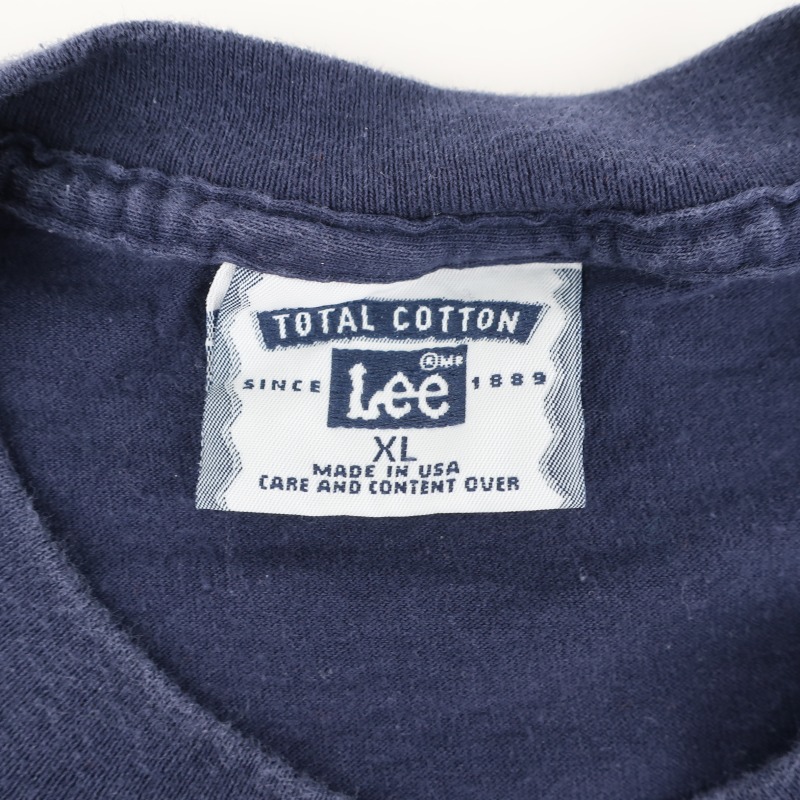 TOTAL COTTON
® MR
SINCE Lee 1889
XL
MADE IN USA
CARE AND CONTENT OVER